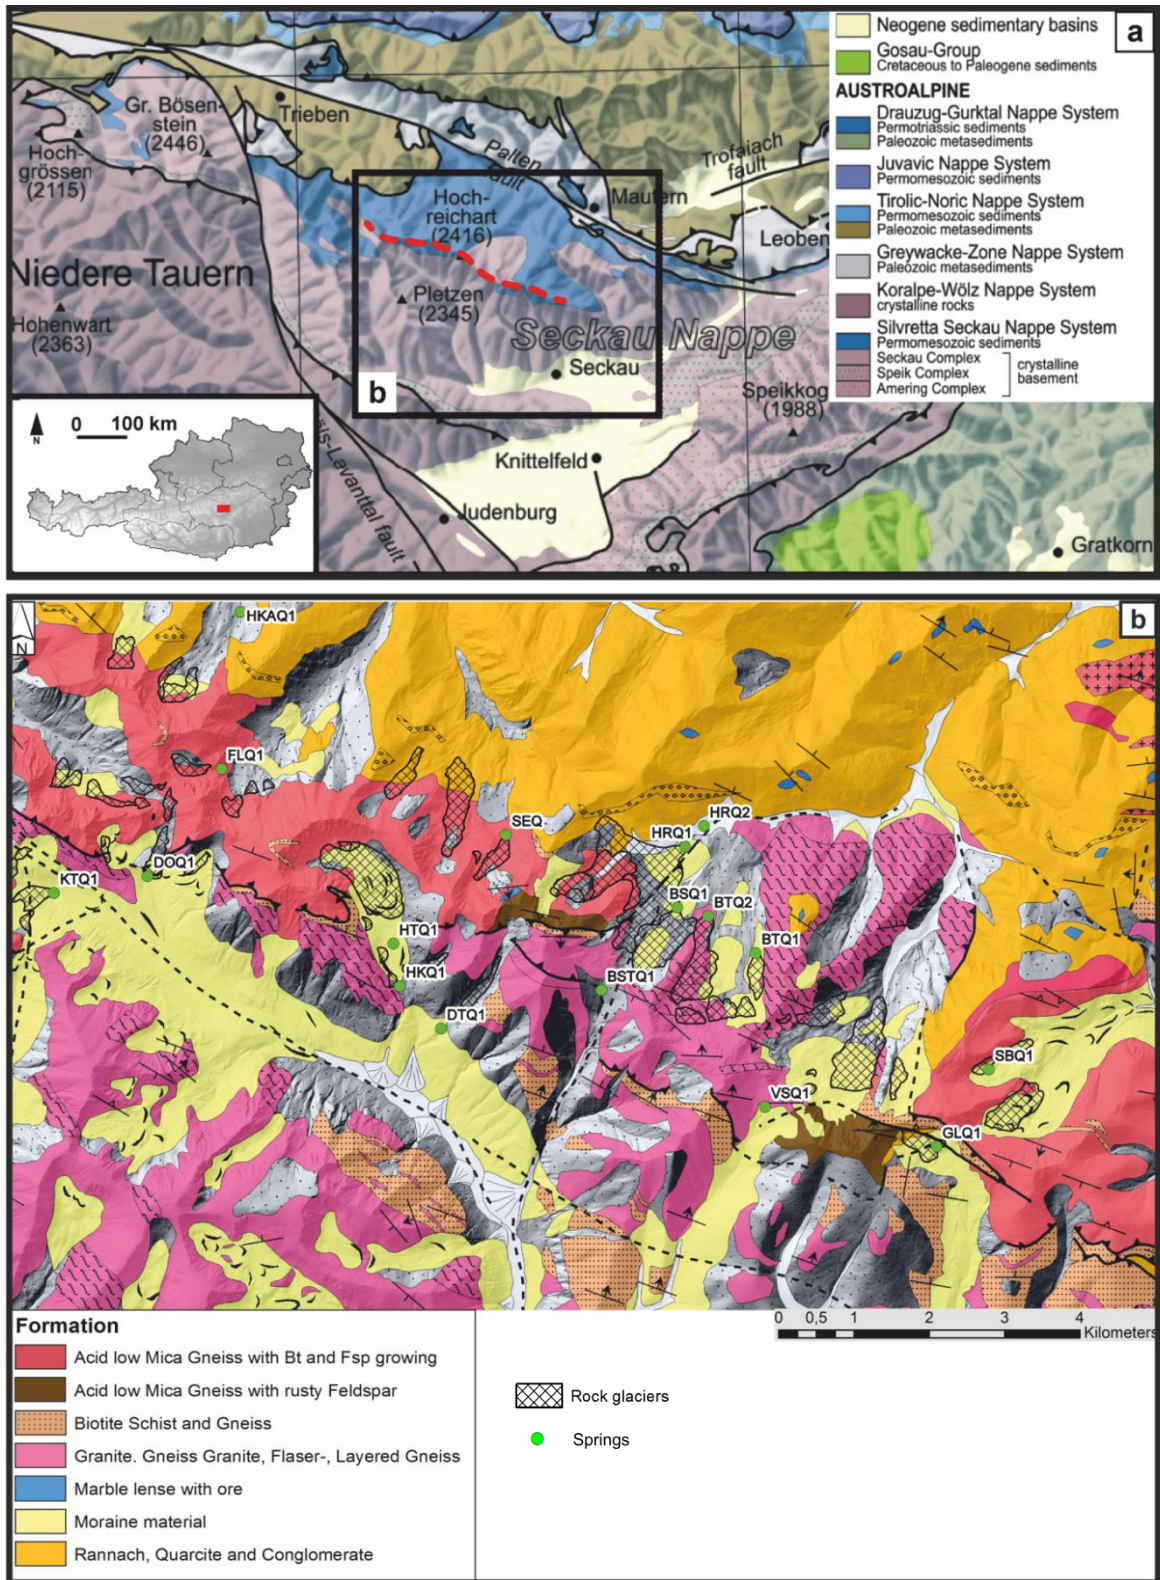 Neogene sedimentary basins
Gosau-Group
Cretaceous to Paleogene sediments
AUSTROALPINE
Drauzug-Gurktal Nappe System
Permotriassic sediments
Paleozoic metasediments
Juvavic Nappe System
Permomesozoic sediments
Tirolic-Noric Nappe System
Permomesozoic sediments
Paleozoic metasediments
Greywacke-Zone Nappe System
Paleozoic metasediments
Koralpe-Wölz Nappe System
crystalline rocks
Silvretta Seckau Nappe System
Permomesozoic sediments
Seckau Complex
Speik Complex
Amering Complex
crystalline
basement
a
Gr. Bösen-
stein
(2446)
Trieben
Hoch-
grössen
(2115)
Palten
fault
Trofaiach
fault
Mautern
Hoch-
reichart
(2416)
Leoben
Niedere Tauern
Pletzen
(2345)
Hohenwart
(2363)
Seckau Nappe
Seckau
b
Speikkog
(1988)
Knittelfeld
Judenburg
Gratkorn
sls-Lavanttal fault
N
0 100 km
b
N
HKAQ1
FLQ1
SEQ
HRQ2
HRQ1
DOQ1
KTQ1
BSQ1
BTQ2
HTQ1
BTQ1
HKQ1
BSTQ1
DTQ1
SBQ1
VSQ1
GLQ1
0 0,5 1 2 3 4
Kilometers
Formation
Acid low Mica Gneiss with Bt and Fsp growing
Acid low Mica Gneiss with rusty Feldspar
Biotite Schist and Gneiss
Granite. Gneiss Granite, Flaser-, Layered Gneiss
Marble lense with ore
Moraine material
Rannach, Quarcite and Conglomerate
Rock glaciers
Springs